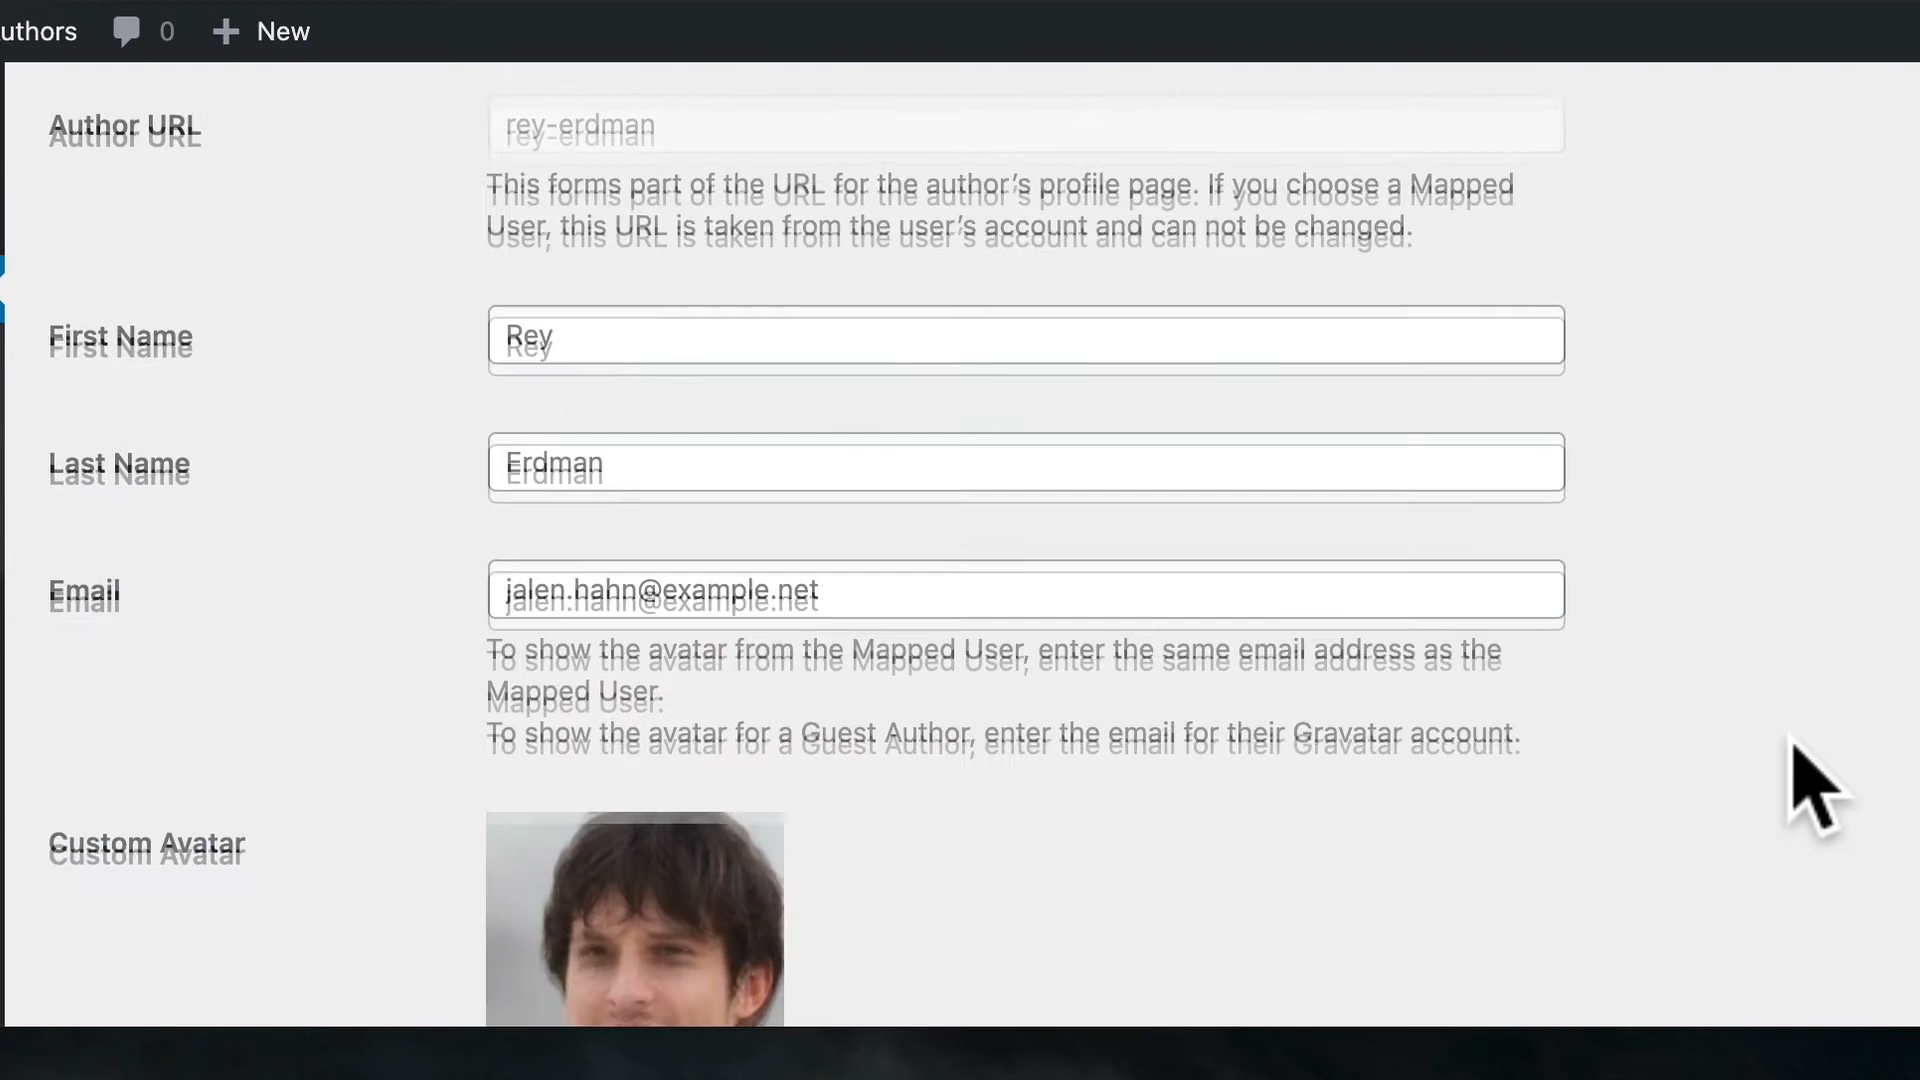 uthors 0 New
Author URL rey-erdman
This forms part of the URL for the author’s profile page. If you choose a Mapped
User, this URL is taken from the user’s account and can not be changed.
First Name Rey
Last Name Erdman
Email jalen.hahn@example.net
To show the avatar from the Mapped User, enter the same email address as the
Mapped User.
To show the avatar for a Guest Author, enter the email for their Gravatar account.
Custom Avatar